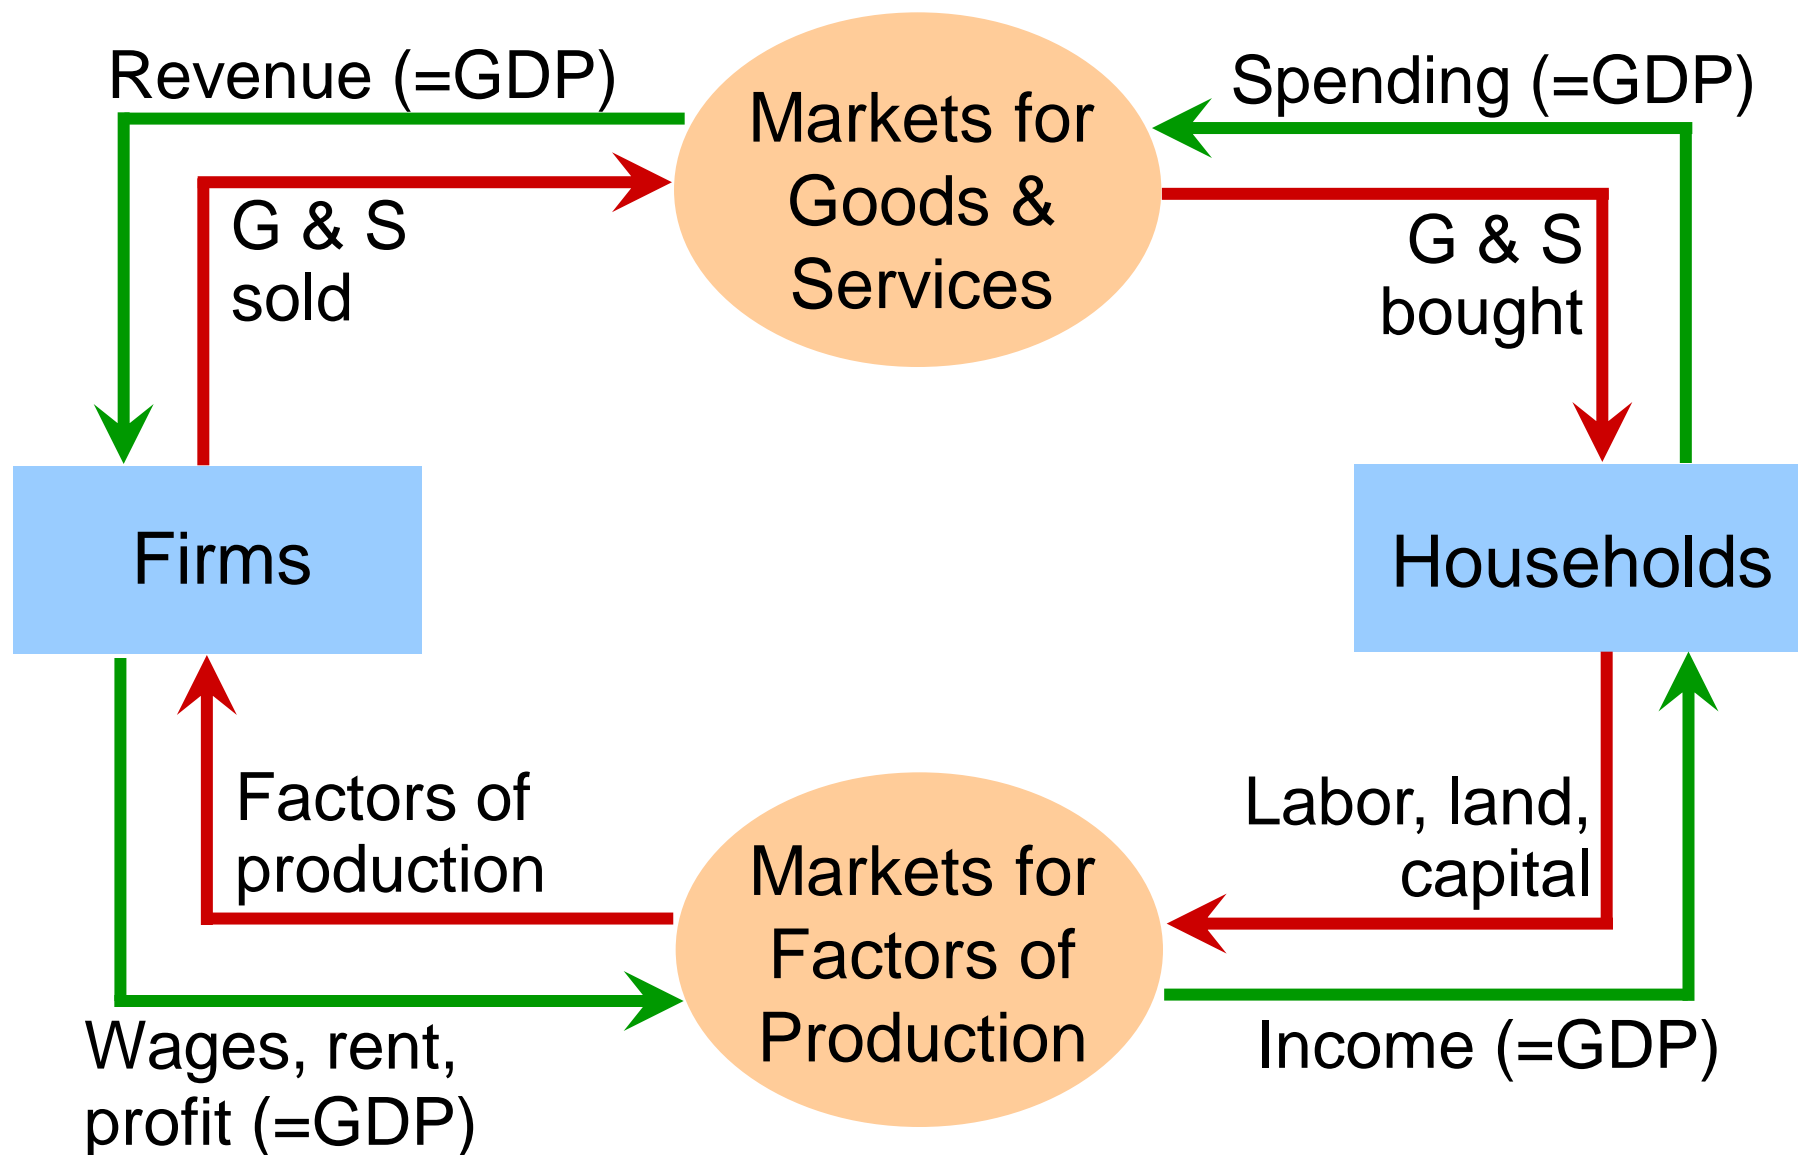 Revenue (=GDP)
Spending (=GDP)
Markets for
Goods &
Services
G & S
sold
G & S
bought
Firms
Households
Factors of
production
Labor, land,
capital
Markets for
Factors of
Production
Wages, rent,
profit (=GDP)
Income (=GDP)